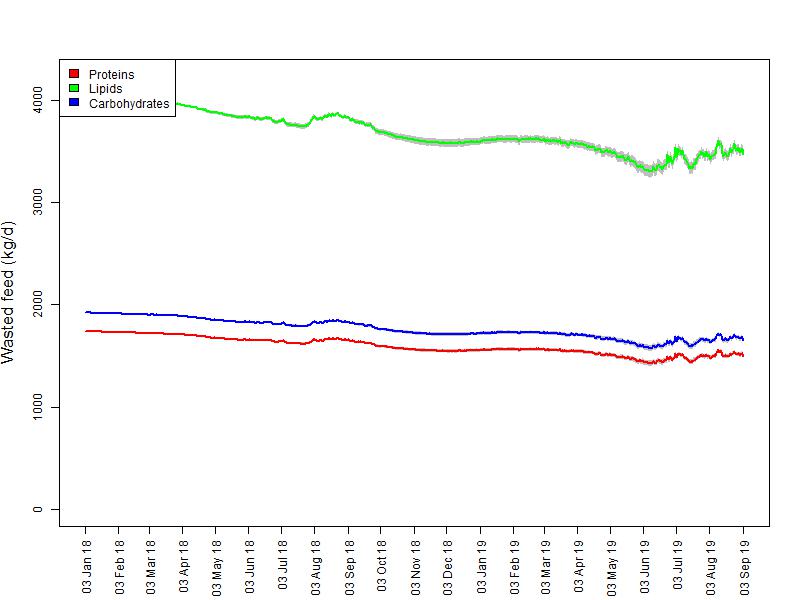 Proteins
Lipids
Carbohydrates
Wasted feed (kg/d)
4000
3000
2000
1000
0
03 Jan 18
03 Feb 18
03 Mar 18
03 Apr 18
03 May 18
03 Jun 18
03 Jul 18
03 Aug 18
03 Sep 18
03 Oct 18
03 Nov 18
03 Dec 18
03 Jan 19
03 Feb 19
03 Mar 19
03 Apr 19
03 May 19
03 Jun 19
03 Jul 19
03 Aug 19
03 Sep 19